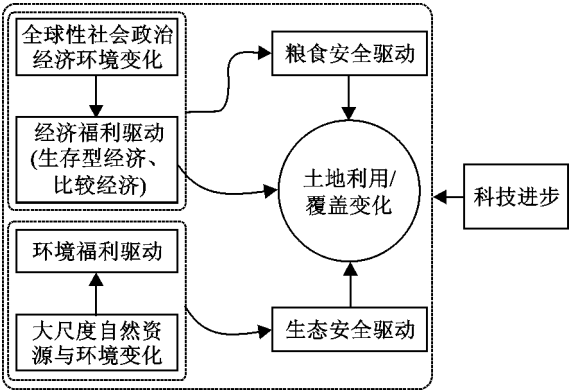 全球性社会政治
经济环境变化
经济福利驱动
(生存型经济、
比较经济)
环境福利驱动
大尺度自然资
源与环境变化
粮食安全驱动
土地利用/
覆盖变化
生态安全驱动
科技进步